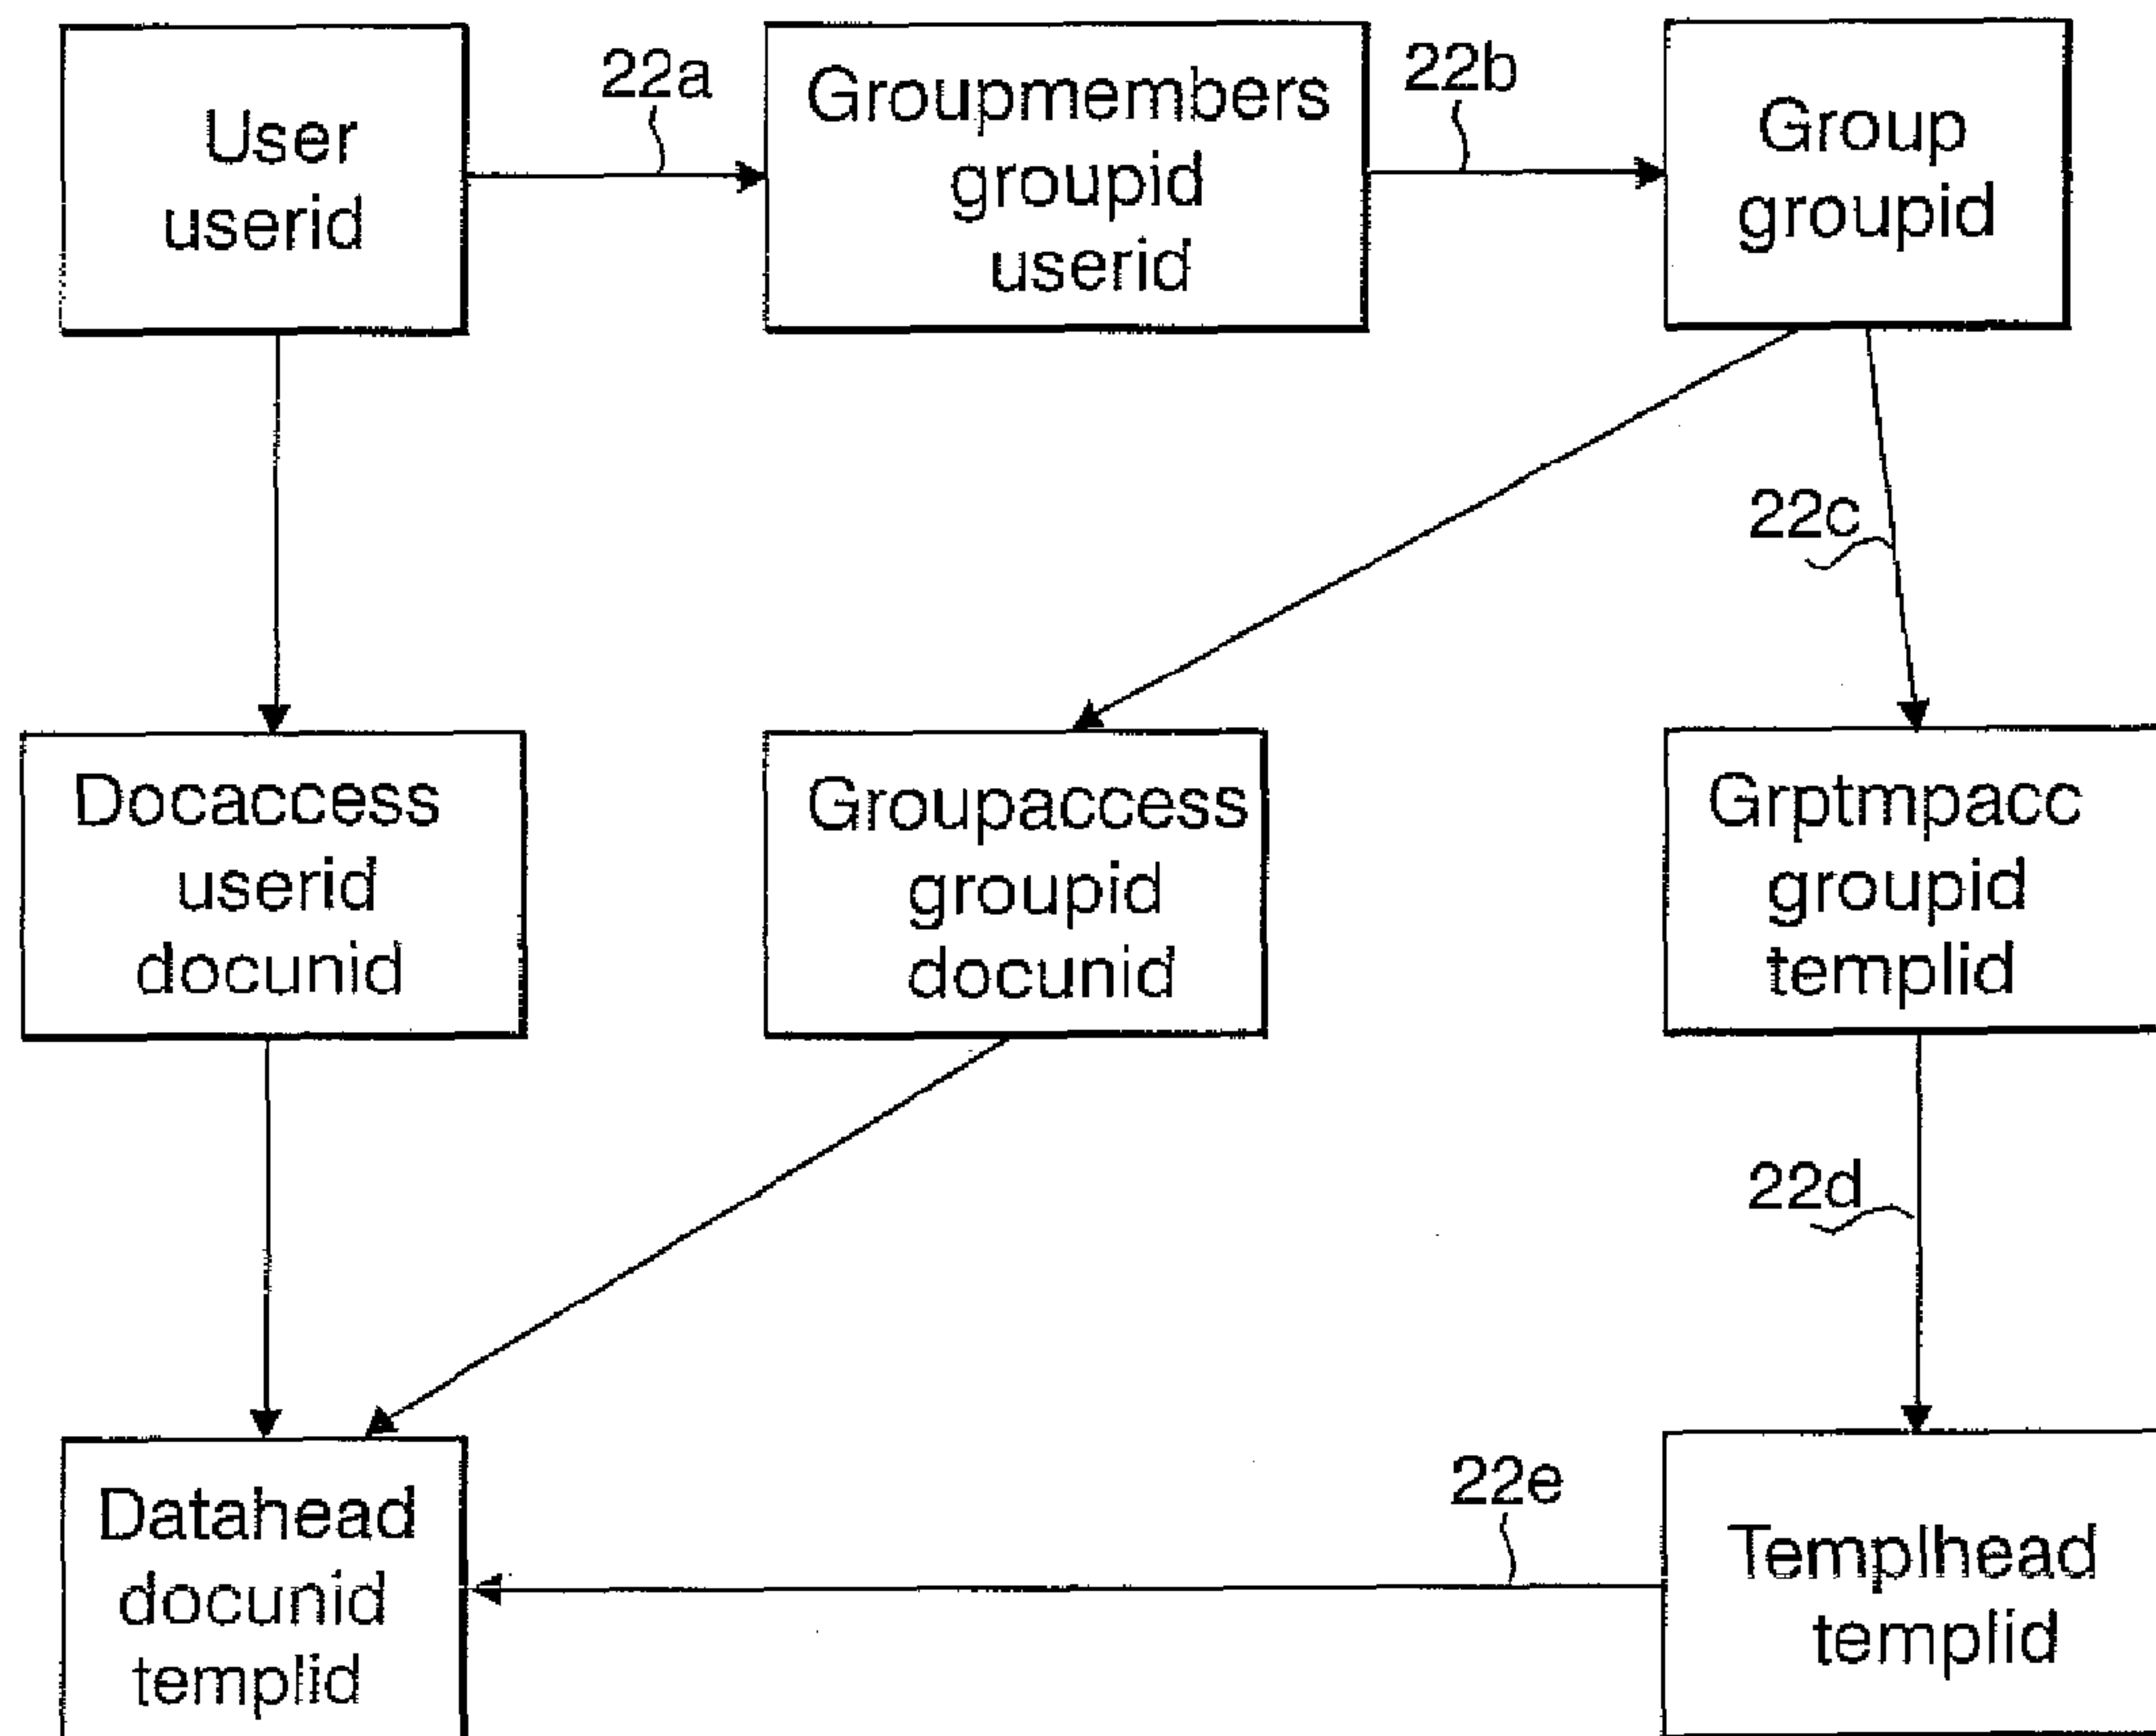 User
userid
22a
Groupmembers
groupid
userid
22b
Group
groupid
22c
Docaccess
userid
docunid
Groupaccess
groupid
docunid
Grptmpacc
groupid
templid
22d
Datahead
docunid
templid
22e
Templhead
templid